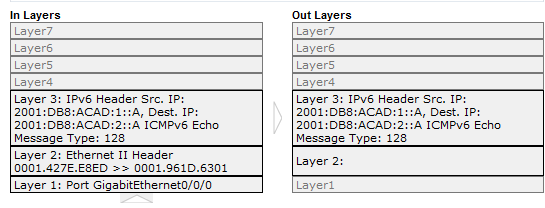 In Layers
Layer7
Layer6
Layer5
Layer4
Layer 3: IPv6 Header Src. IP:
2001:DB8:ACAD:1::A, Dest. IP:
2001:DB8:ACAD:2::A ICMPv6 Echo
Message Type: 128
Layer 2: Ethernet II Header
0001.427E.E8ED >> 0001.961D.6301
Layer 1: Port GigabitEthernet0/0/0
Out Layers
Layer7
Layer6
Layer5
Layer4
Layer 3: IPv6 Header Src. IP:
2001:DB8:ACAD:1::A, Dest. IP:
2001:DB8:ACAD:2::A ICMPv6 Echo
Message Type: 128
Layer 2:
Layer1